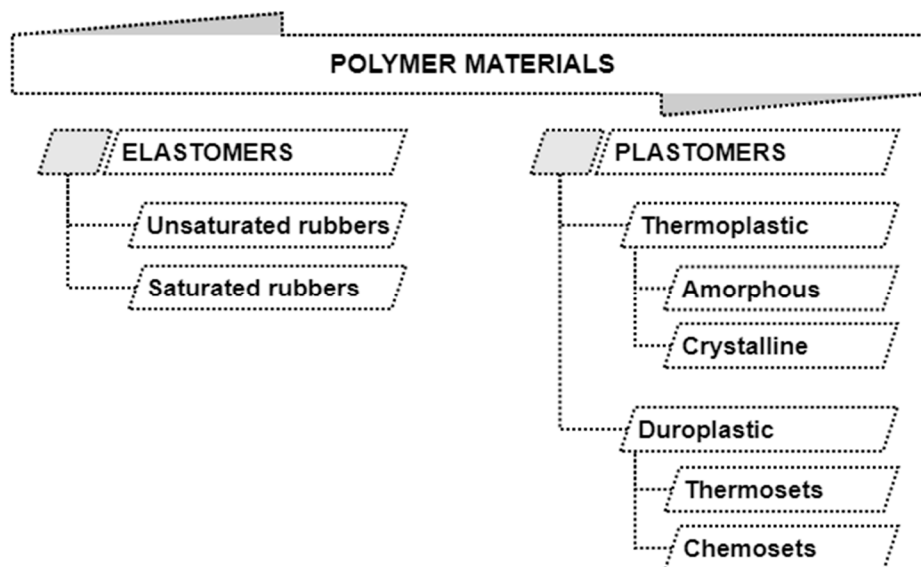 POLYMER MATERIALS
ELASTOMERS
Unsaturated rubbers
Saturated rubbers
PLASTOMERS
Thermoplastic
Amorphous
Crystalline
Duroplastic
Thermosets
Chemosets